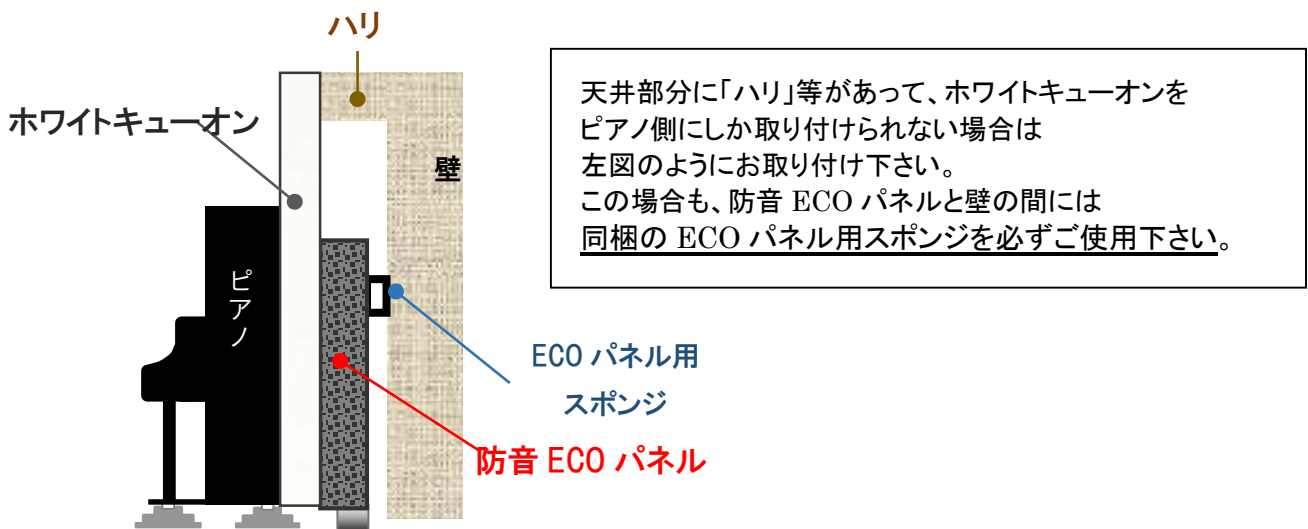 ハリ
ホワイトキューオン
壁
ピアノ
天井部分に「ハリ」等があって、ホワイトキューオンを
ピアノ側にしか取り付けられない場合は
左図のようにお取り付け下さい。
この場合も、防音 ECO パネルと壁の間には
同梱の ECO パネル用スポンジを必ずご使用下さい。
ECO パネル用
スポンジ
防音 ECO パネル